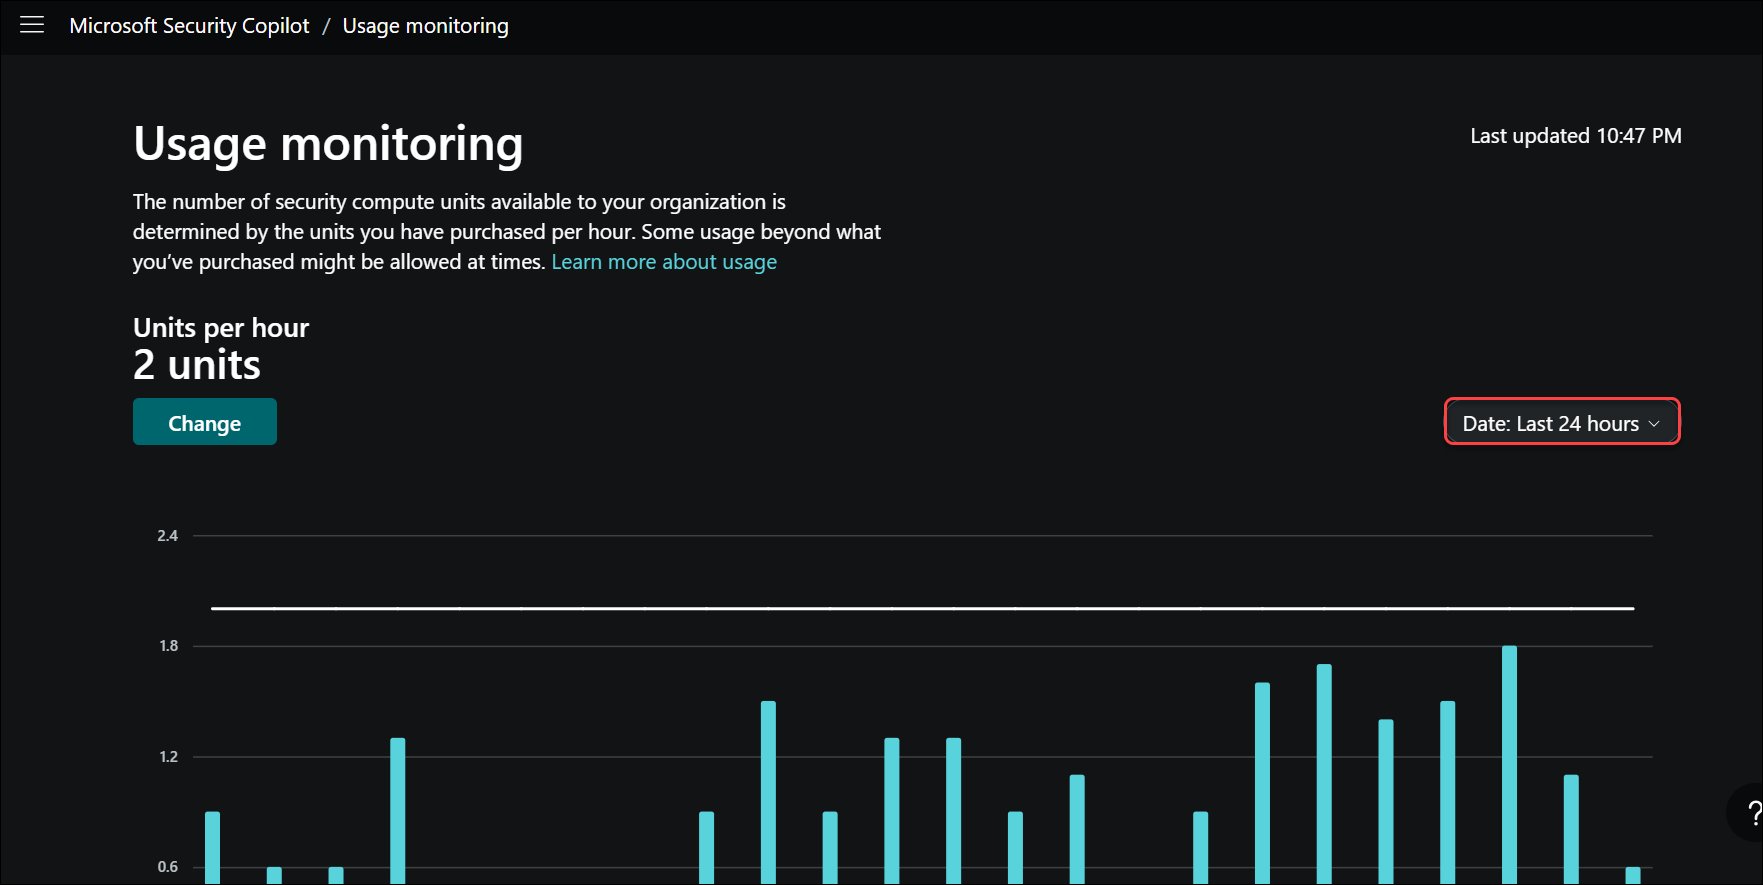 Microsoft Security Copilot / Usage monitoring
Usage monitoring
Last updated 10:47 PM
The number of security compute units available to your organization is
determined by the units you have purchased per hour. Some usage beyond what
you’ve purchased might be allowed at times. Learn more about usage
Units per hour
2 units
Change
Date: Last 24 hours
2.4
1.8
1.2
0.6
?